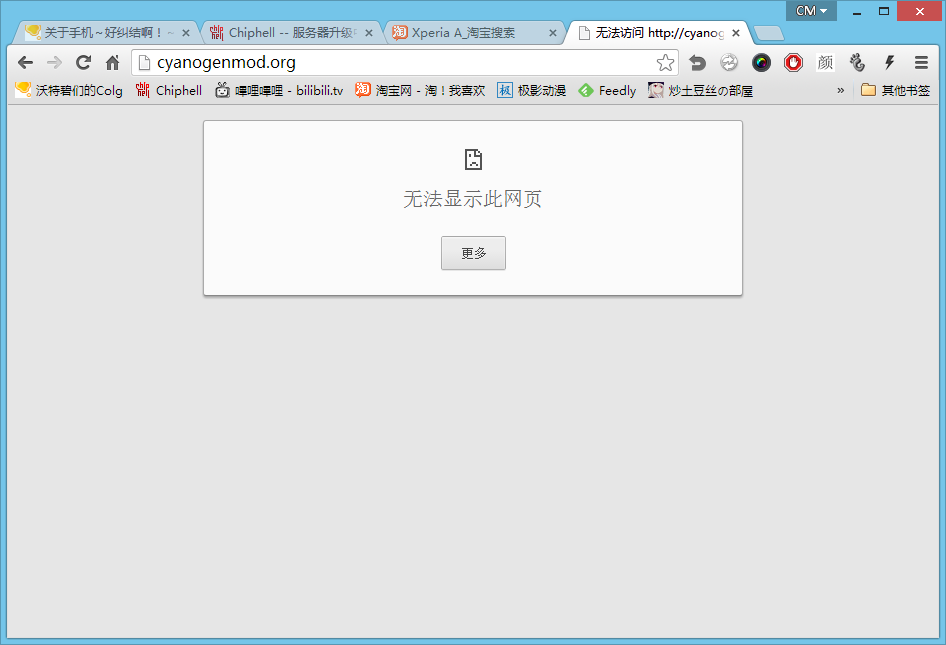 CM
关于手机～好纠结啊！～
Chiphell -- 服务器升级
Xperia A_淘宝搜索
无法访问 http://cyanog
cyanogenmod.org
颜
沃特碧们的Colg
Chiphell
哔哩哔哩 - bilibili.tv
淘 淘宝网 - 淘！我喜欢
极 极影动漫
Feedly
炒土豆丝の部屋
»
其他书签
无法显示此网页
更多